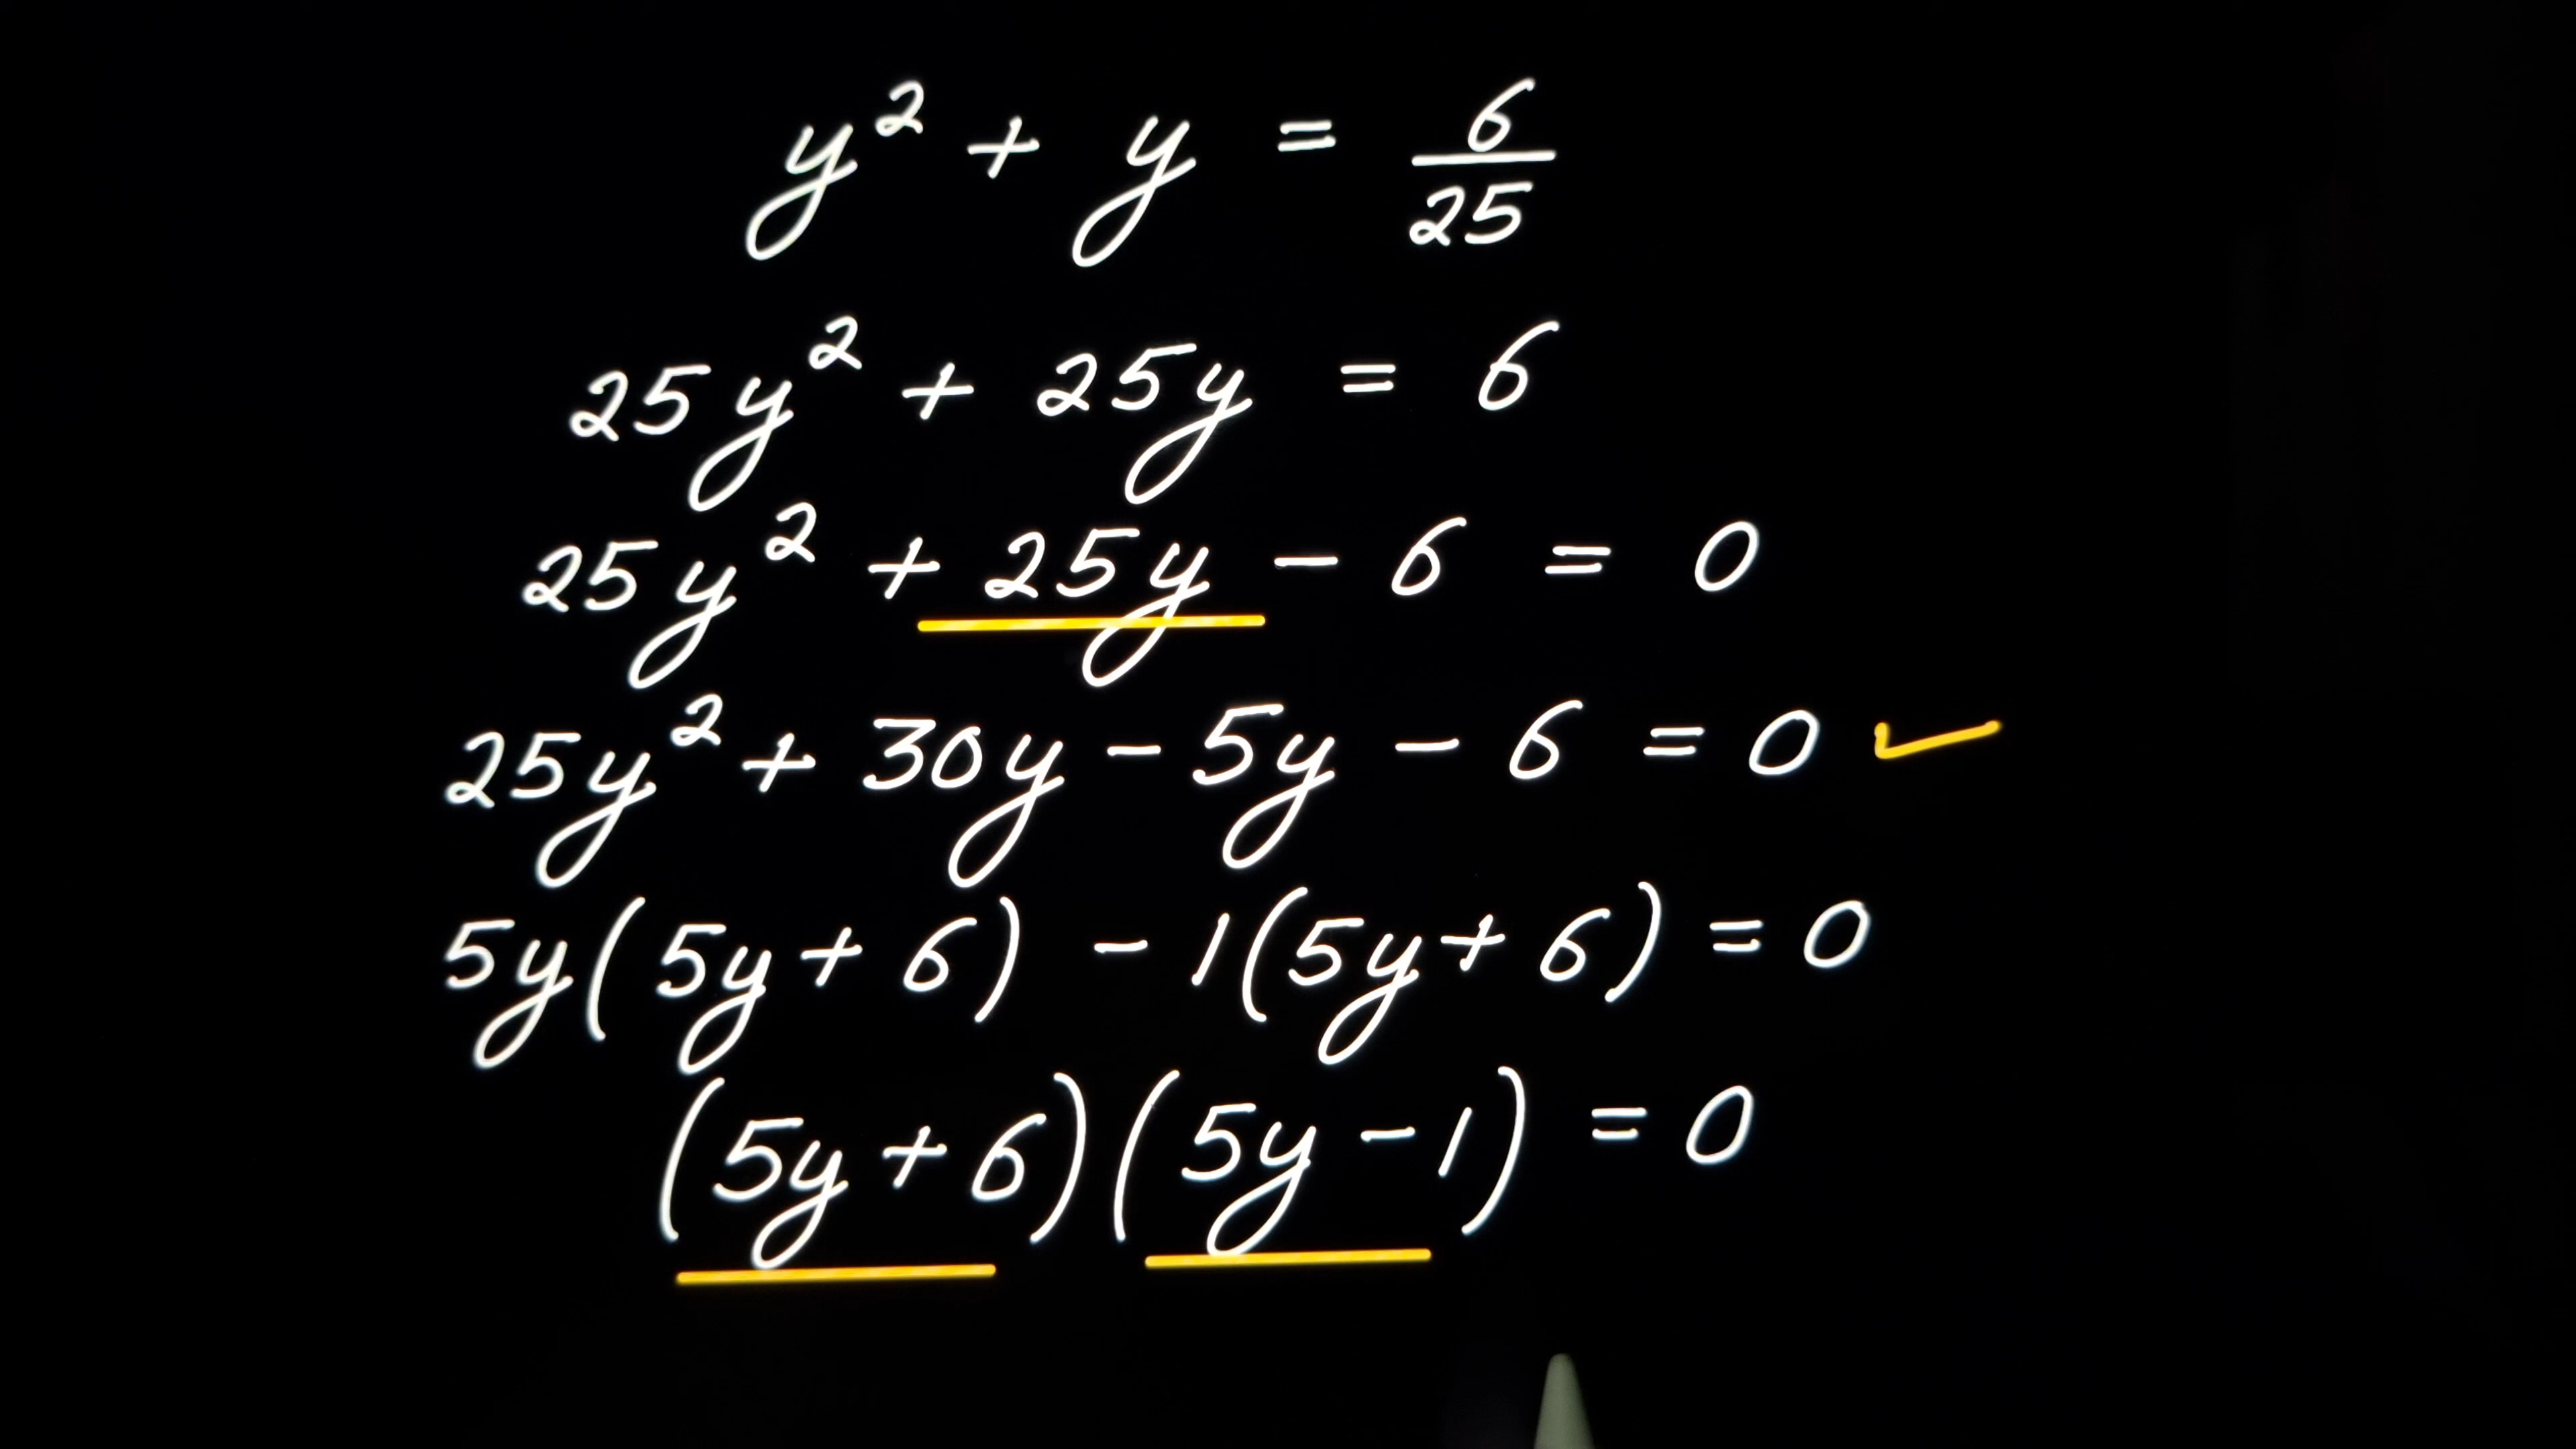 y² + y = 6/25
25y² + 25y = 6
25y² + 25y - 6 = 0
25y² + 30y - 5y - 6 = 0 ✓
5y(5y + 6) - 1(5y + 6) = 0
(5y + 6)(5y - 1) = 0